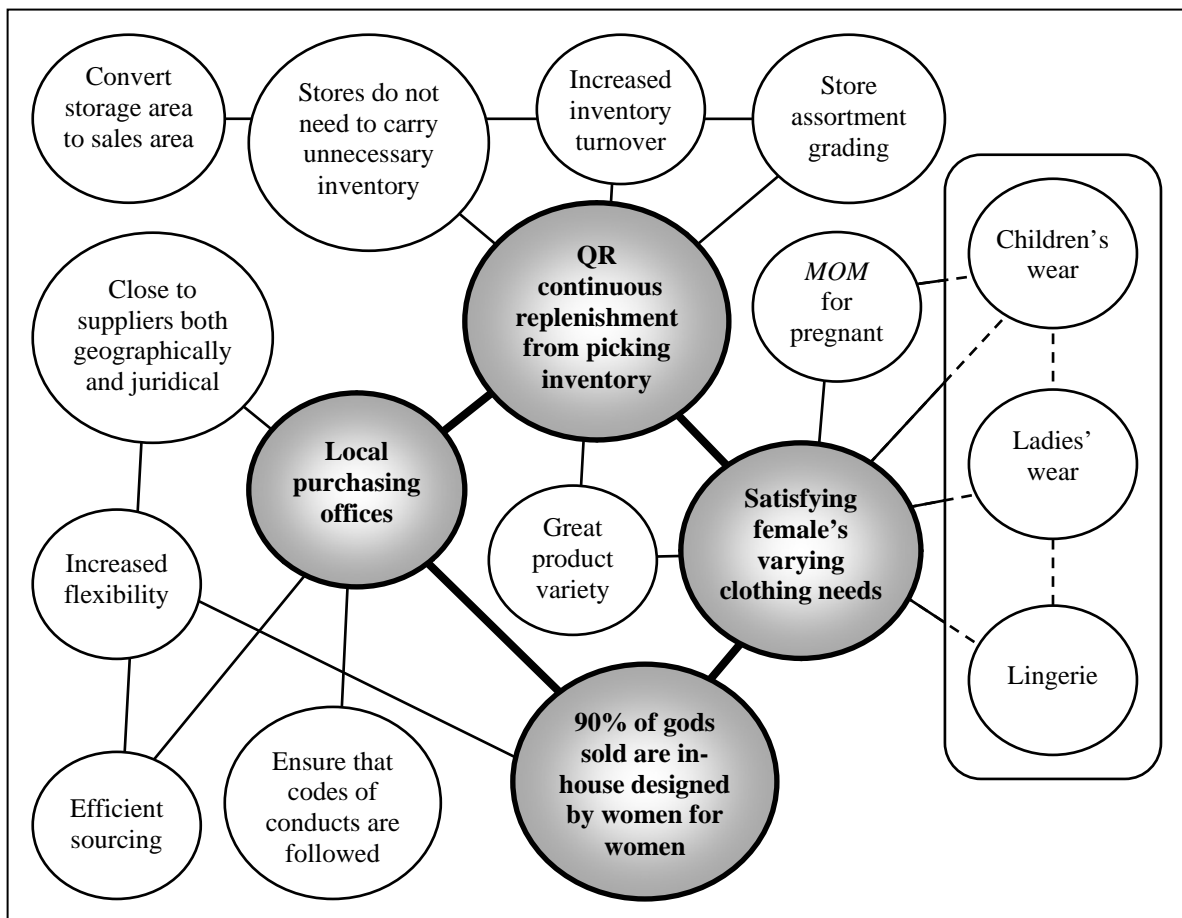 Convert
storage area
to sales area
Stores do not
need to carry
unnecessary
inventory
Increased
inventory
turnover
Store
assortment
grading
Children’s
wear
MOM
for
pregnant
QR
continuous
replenishment
from picking
inventory
Close to
suppliers both
geographically
and juridical
Local
purchasing
offices
Ladies’
wear
Satisfying
female’s
varying
clothing needs
Great
product
variety
Increased
flexibility
Lingerie
90% of gods
sold are in-
house designed
by women for
women
Ensure that
codes of
conducts are
followed
Efficient
sourcing